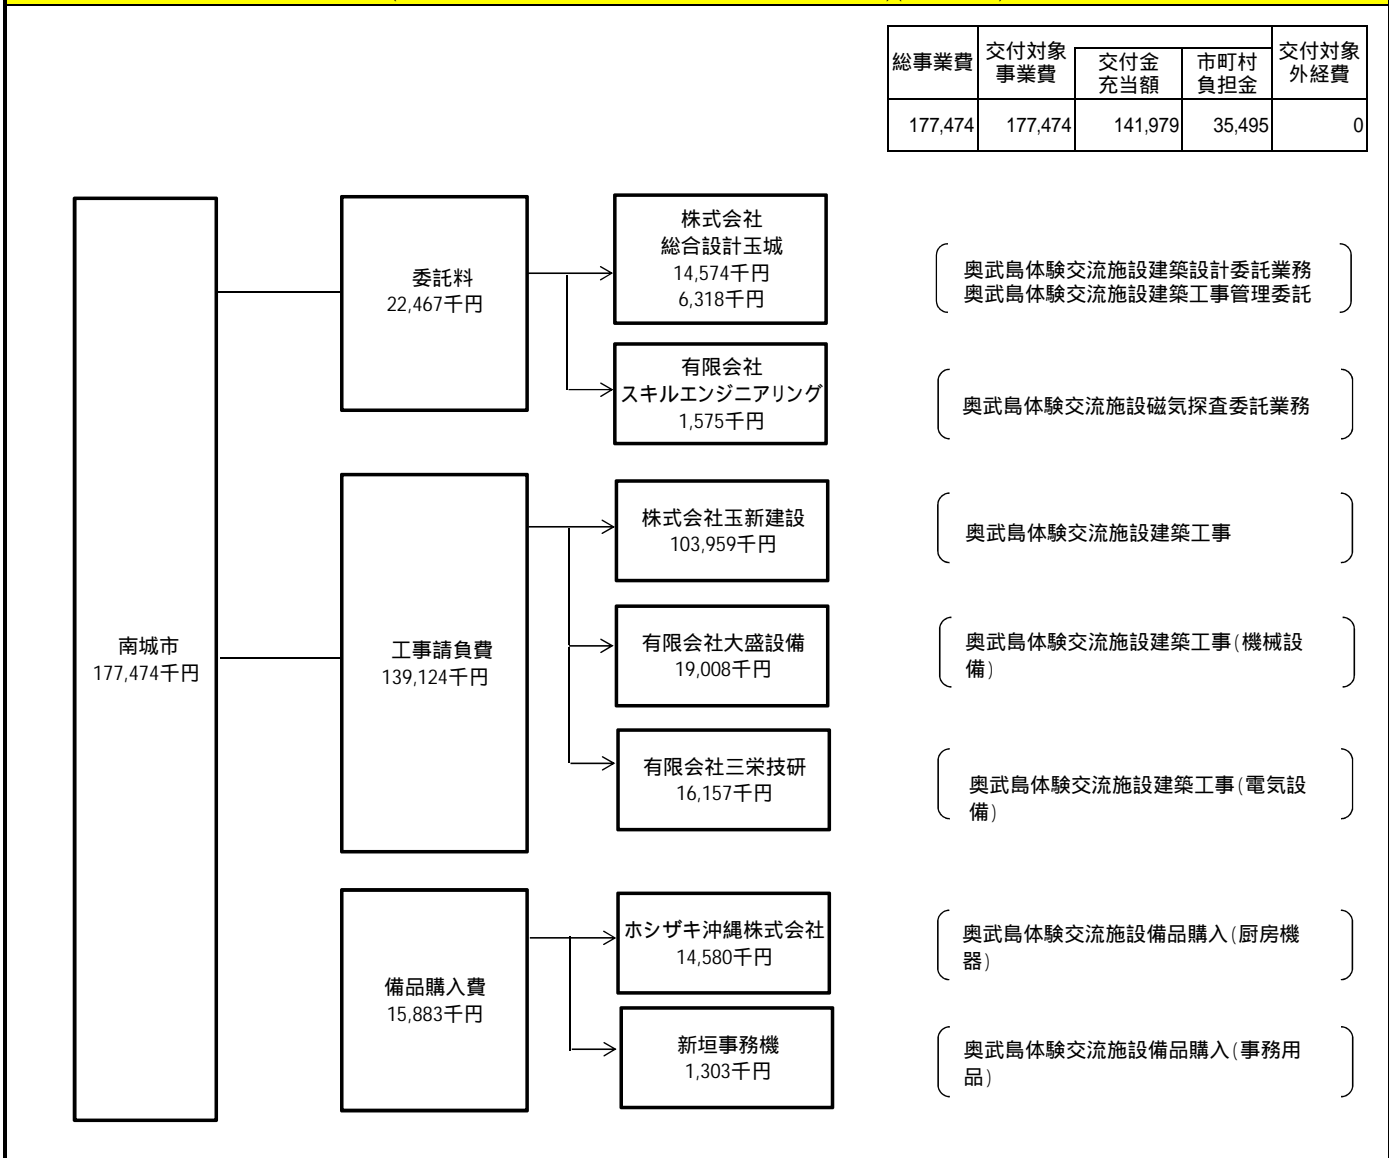 総事業費
交付対象
事業費
交付金
充当額
市町村
負担金
交付対象
外経費
177,474
177,474
141,979
35,495
0
南城市
177,474千円
委託料
22,467千円
株式会社
総合設計玉城
14,574千円
6,318千円
奥武島体験交流施設建築設計委託業務
奥武島体験交流施設建築工事管理委託
有限会社
スキルエンジニアリング
1,575千円
奥武島体験交流施設磁気探査委託業務
工事請負費
139,124千円
株式会社玉新建設
103,959千円
奥武島体験交流施設建築工事
有限会社大盛設備
19,008千円
奥武島体験交流施設建築工事(機械設
備)
有限会社三栄技研
16,157千円
奥武島体験交流施設建築工事(電気設
備)
備品購入費
15,883千円
ホシザキ沖縄株式会社
14,580千円
奥武島体験交流施設備品購入(厨房機
器)
新垣事務機
1,303千円
奥武島体験交流施設備品購入(事務用
品)